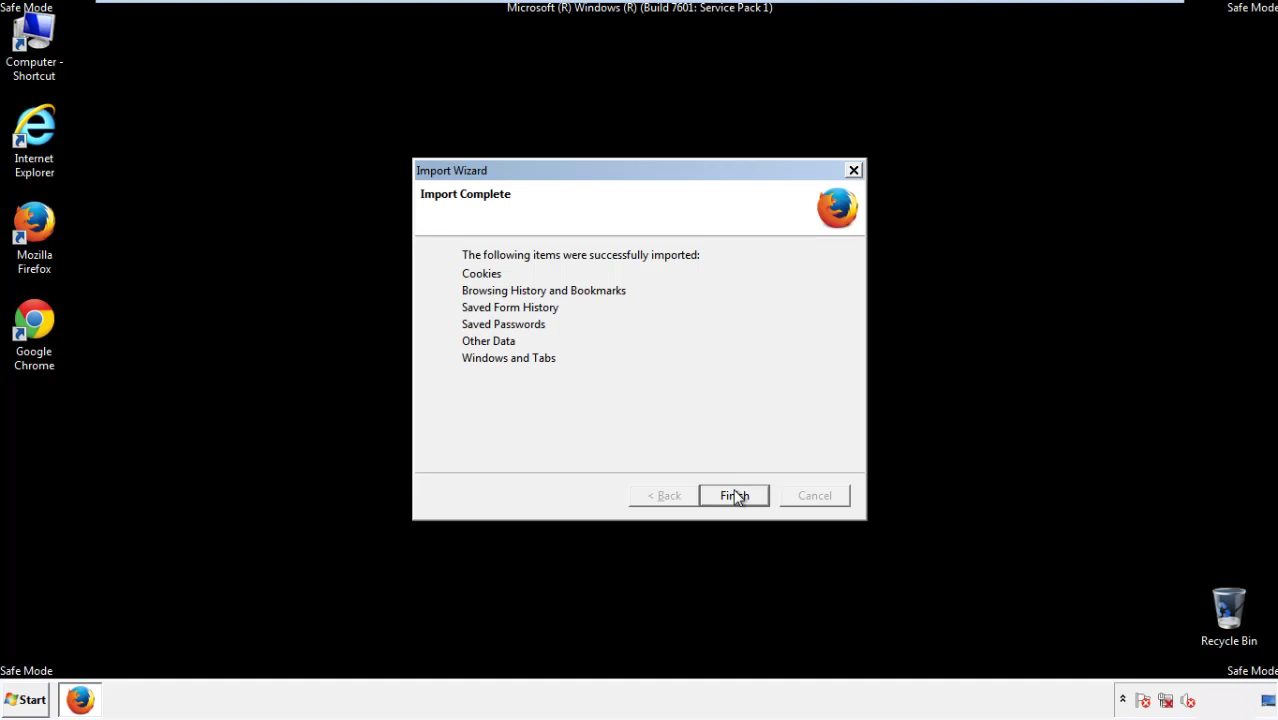 Safe Mode
Microsoft (R) Windows (R) (Build 7601: Service Pack 1)
Safe Mode
Computer -
Shortcut
Internet
Explorer
Mozilla
Firefox
Google
Chrome
Import Wizard
Import Complete
The following items were successfully imported:
Cookies
Browsing History and Bookmarks
Saved Form History
Saved Passwords
Other Data
Windows and Tabs
< Back
Finish
Cancel
Recycle Bin
Safe Mode
Safe Mode
Start